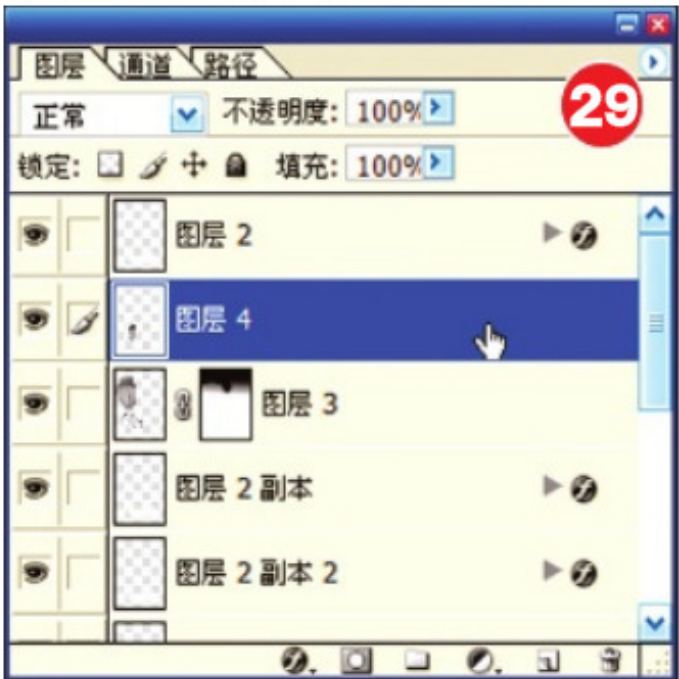 图层 通道 路径
29
正常 不透明度: 100%
锁定: 填充: 100%
图层 2
图层 4
图层 3
图层 2 副本
图层 2 副本 2